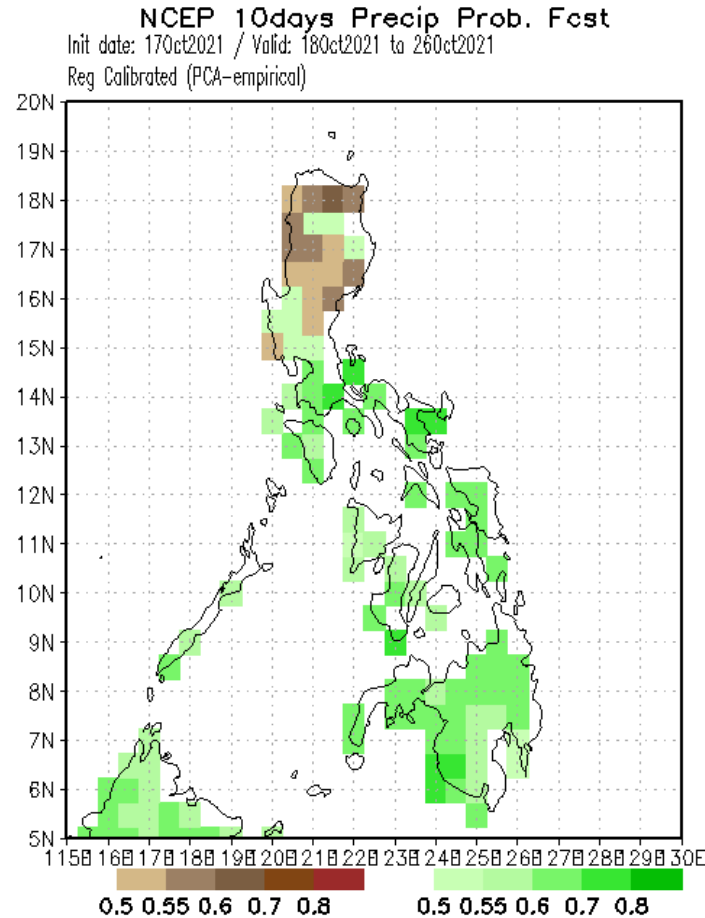 NCEP 10days Precip Prob. Fcst
Init date: 17Oct2021 / Valid: 18Oct2021 to 26Oct2021
Reg Calibrated (PCA-empirical)
20N
19N
18N
17N
16N
15N
14N
13N
12N
11N
10N
9N
8N
7N
6N
5N
115E 116E 117E 118E 119E 120E 121E 122E 123E 124E 125E 126E 127E 128E 129E 130E
0.5 0.55 0.6 0.7 0.8 0.5 0.55 0.6 0.7 0.8